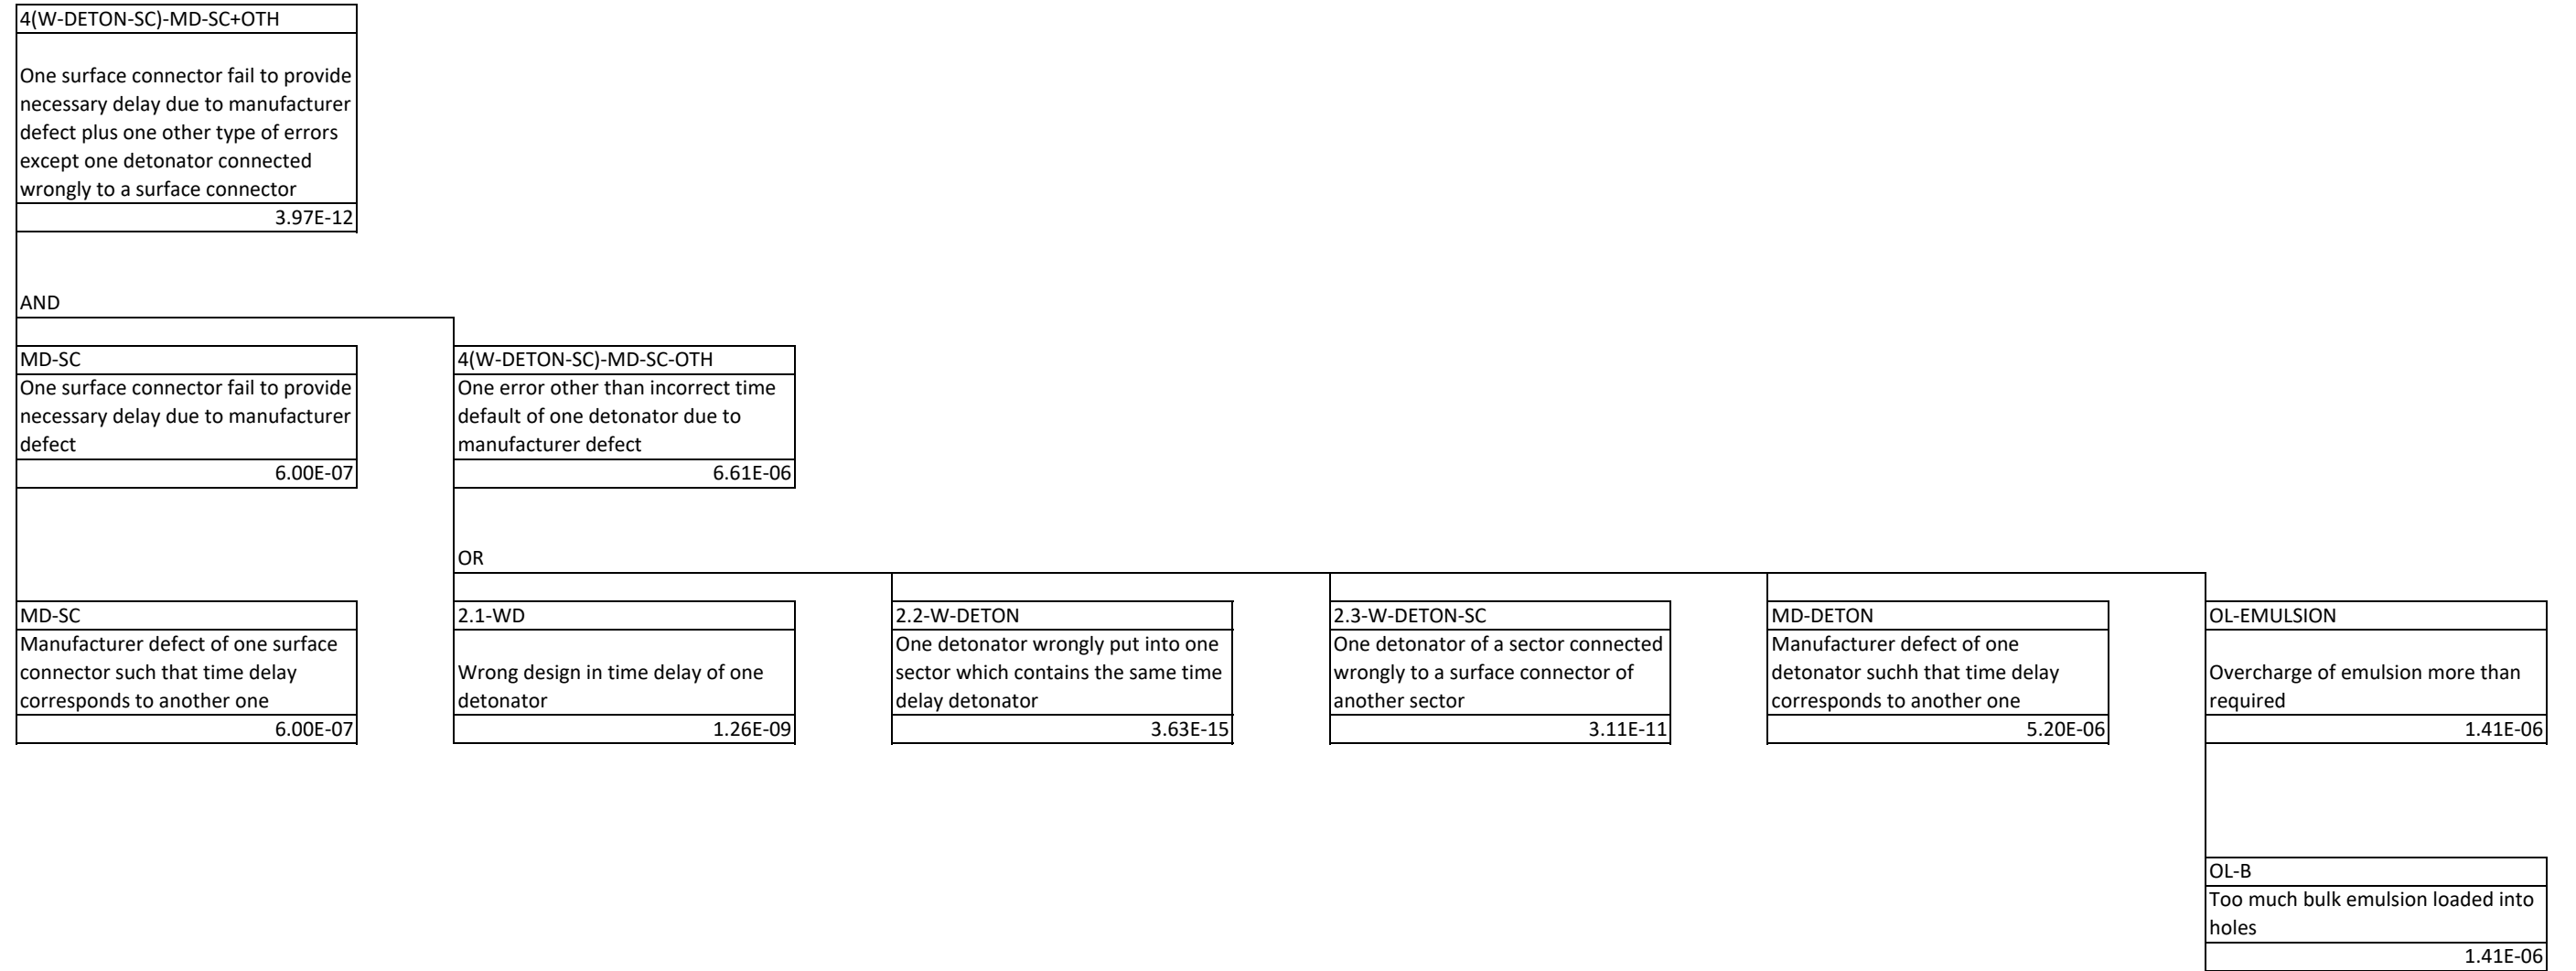 4(W-DETON-SC)-MD-SC+OTH
One surface connector fail to provide
necessary delay due to manufacturer
defect plus one other type of errors
except one detonator connected
wrongly to a surface connector
3.97E-12
AND
MD-SC
One surface connector fail to provide
necessary delay due to manufacturer
defect
6.00E-07
4(W-DETON-SC)-MD-SC-OTH
One error other than incorrect time
default of one detonator due to
manufacturer defect
6.61E-06
OR
MD-SC
Manufacturer defect of one surface
connector such that time delay
corresponds to another one
6.00E-07
2.1-WD
Wrong design in time delay of one
detonator
1.26E-09
2.2-W-DETON
One detonator wrongly put into one
sector which contains the same time
delay detonator
3.63E-15
2.3-W-DETON-SC
One detonator of a sector connected
wrongly to a surface connector of
another sector
3.11E-11
MD-DETON
Manufacturer defect of one
detonator suchh that time delay
corresponds to another one
5.20E-06
OL-EMULSION
Overcharge of emulsion more than
required
1.41E-06
OL-B
Too much bulk emulsion loaded into
holes
1.41E-06